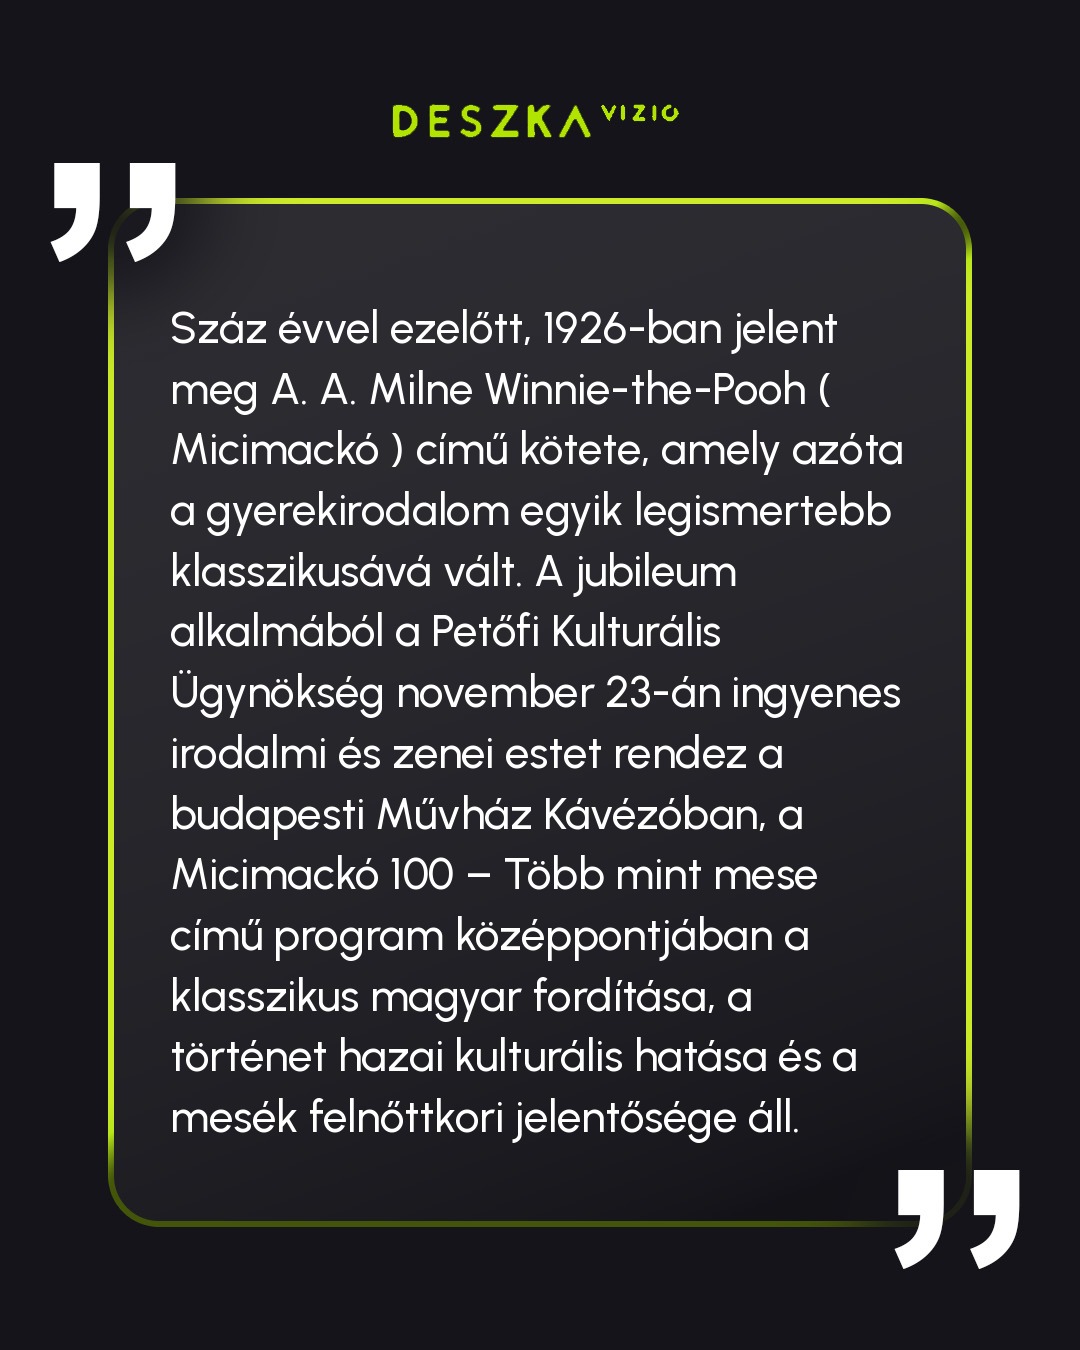 DESZKA VIZIO
”
Száz évvel ezelőtt, 1926-ban jelent
meg A. A. Milne Winnie-the-Pooh (
Micimackó ) című kötete, amely azóta
a gyerekirodalom egyik legismertebb
klasszikusává vált. A jubileum
alkalmából a Petőfi Kulturális
Ügynökség november 23-án ingyenes
irodalmi és zenei estet rendez a
budapesti Művház Kávézóban, a
Micimackó 100 – Több mint mese
című program középpontjában a
klasszikus magyar fordítása, a
történet hazai kulturális hatása és a
mesék felnőttkori jelentősége áll.
”